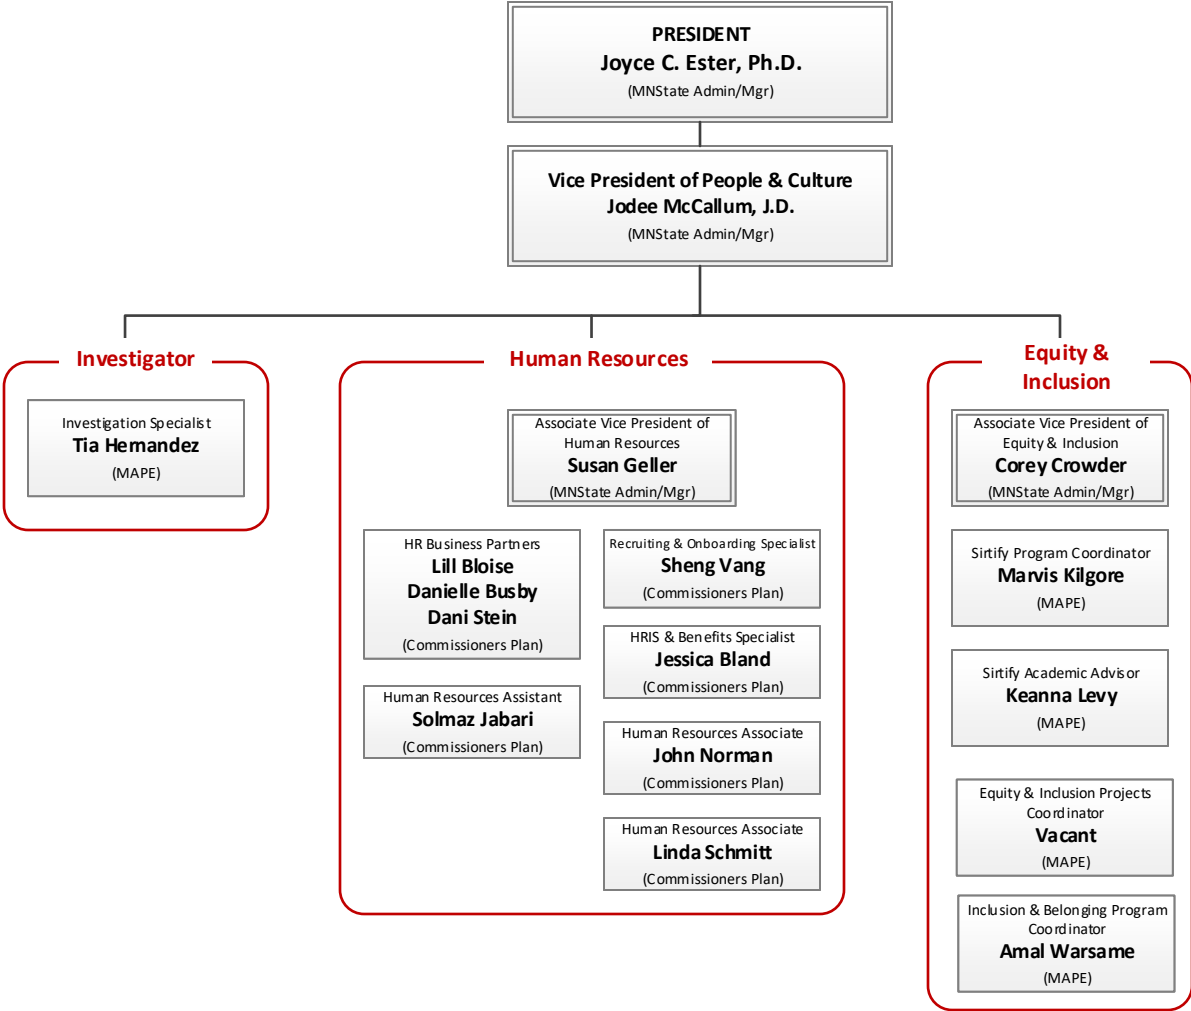 PRESIDENT
Joyce C. Ester, Ph.D.
(MNState Admin/Mgr)
Vice President of People & Culture
Jodee McCallum, J.D.
(MNState Admin/Mgr)
Investigator
Investigation Specialist
Tia Hernandez
(MAPE)
Human Resources
Associate Vice President of
Human Resources
Susan Geller
(MNState Admin/Mgr)
HR Business Partners
Lill Bloise
Danielle Busby
Dani Stein
(Commissioners Plan)
Human Resources Assistant
Solmaz Jabari
(Commissioners Plan)
Recruiting & Onboarding Specialist
Sheng Vang
(Commissioners Plan)
HRIS & Benefits Specialist
Jessica Bland
(Commissioners Plan)
Human Resources Associate
John Norman
(Commissioners Plan)
Human Resources Associate
Linda Schmitt
(Commissioners Plan)
Equity &
Inclusion
Associate Vice President of
Equity & Inclusion
Corey Crowder
(MNState Admin/Mgr)
Sirtify Program Coordinator
Marvis Kilgore
(MAPE)
Sirtify Academic Advisor
Keanna Levy
(MAPE)
Equity & Inclusion Projects
Coordinator
Vacant
(MAPE)
Inclusion & Belonging Program
Coordinator
Amal Warsame
(MAPE)